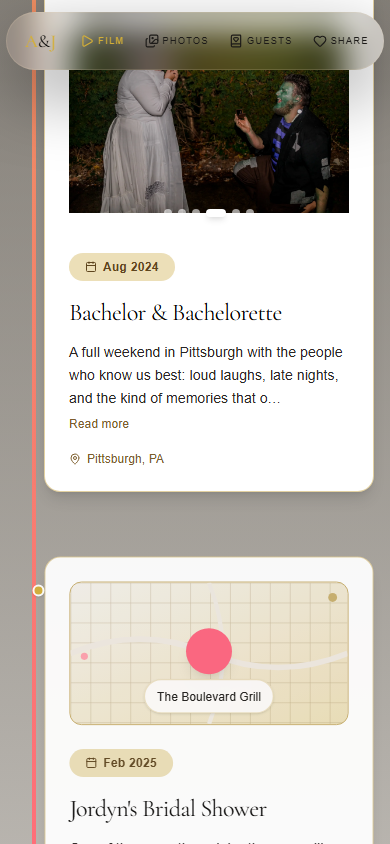 A&J
FILM
PHOTOS
GUESTS
SHARE
Aug 2024
Bachelor & Bachelorette
A full weekend in Pittsburgh with the people
who know us best: loud laughs, late nights,
and the kind of memories that o…
Read more
Pittsburgh, PA
The Boulevard Grill
Feb 2025
Jordyn's Bridal Shower